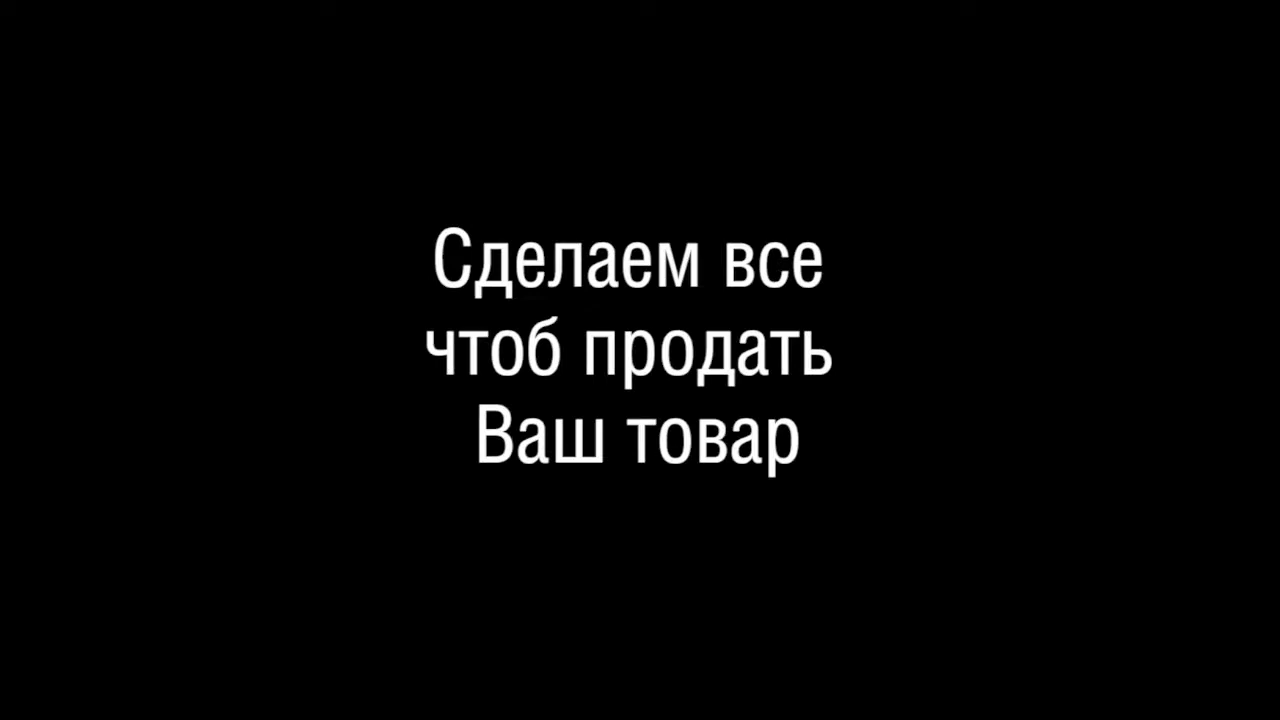 Сделаем все
чтоб продать
Ваш товар